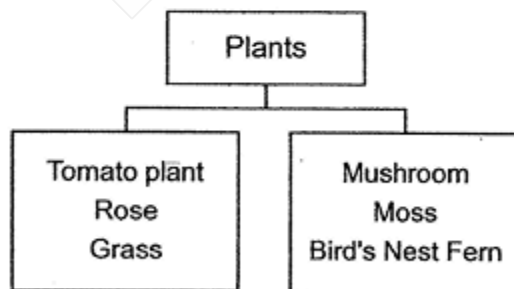 Plants
Tomato plant
Rose
Grass
Mushroom
Moss
Bird's Nest Fern